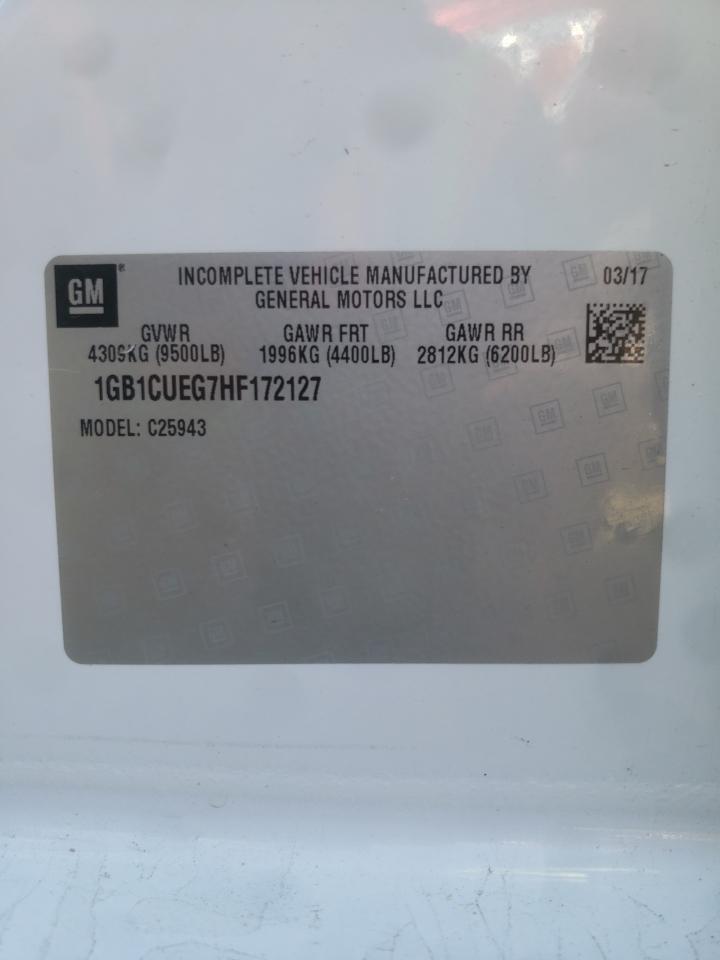 GM®
INCOMPLETE VEHICLE MANUFACTURED BY
GENERAL MOTORS LLC
03/17
GVWR GAWR FRT GAWR RR
4309KG (9500LB) 1996KG (4400LB) 2812KG (6200LB)
1GB1CUEG7HF172127
MODEL: C25943